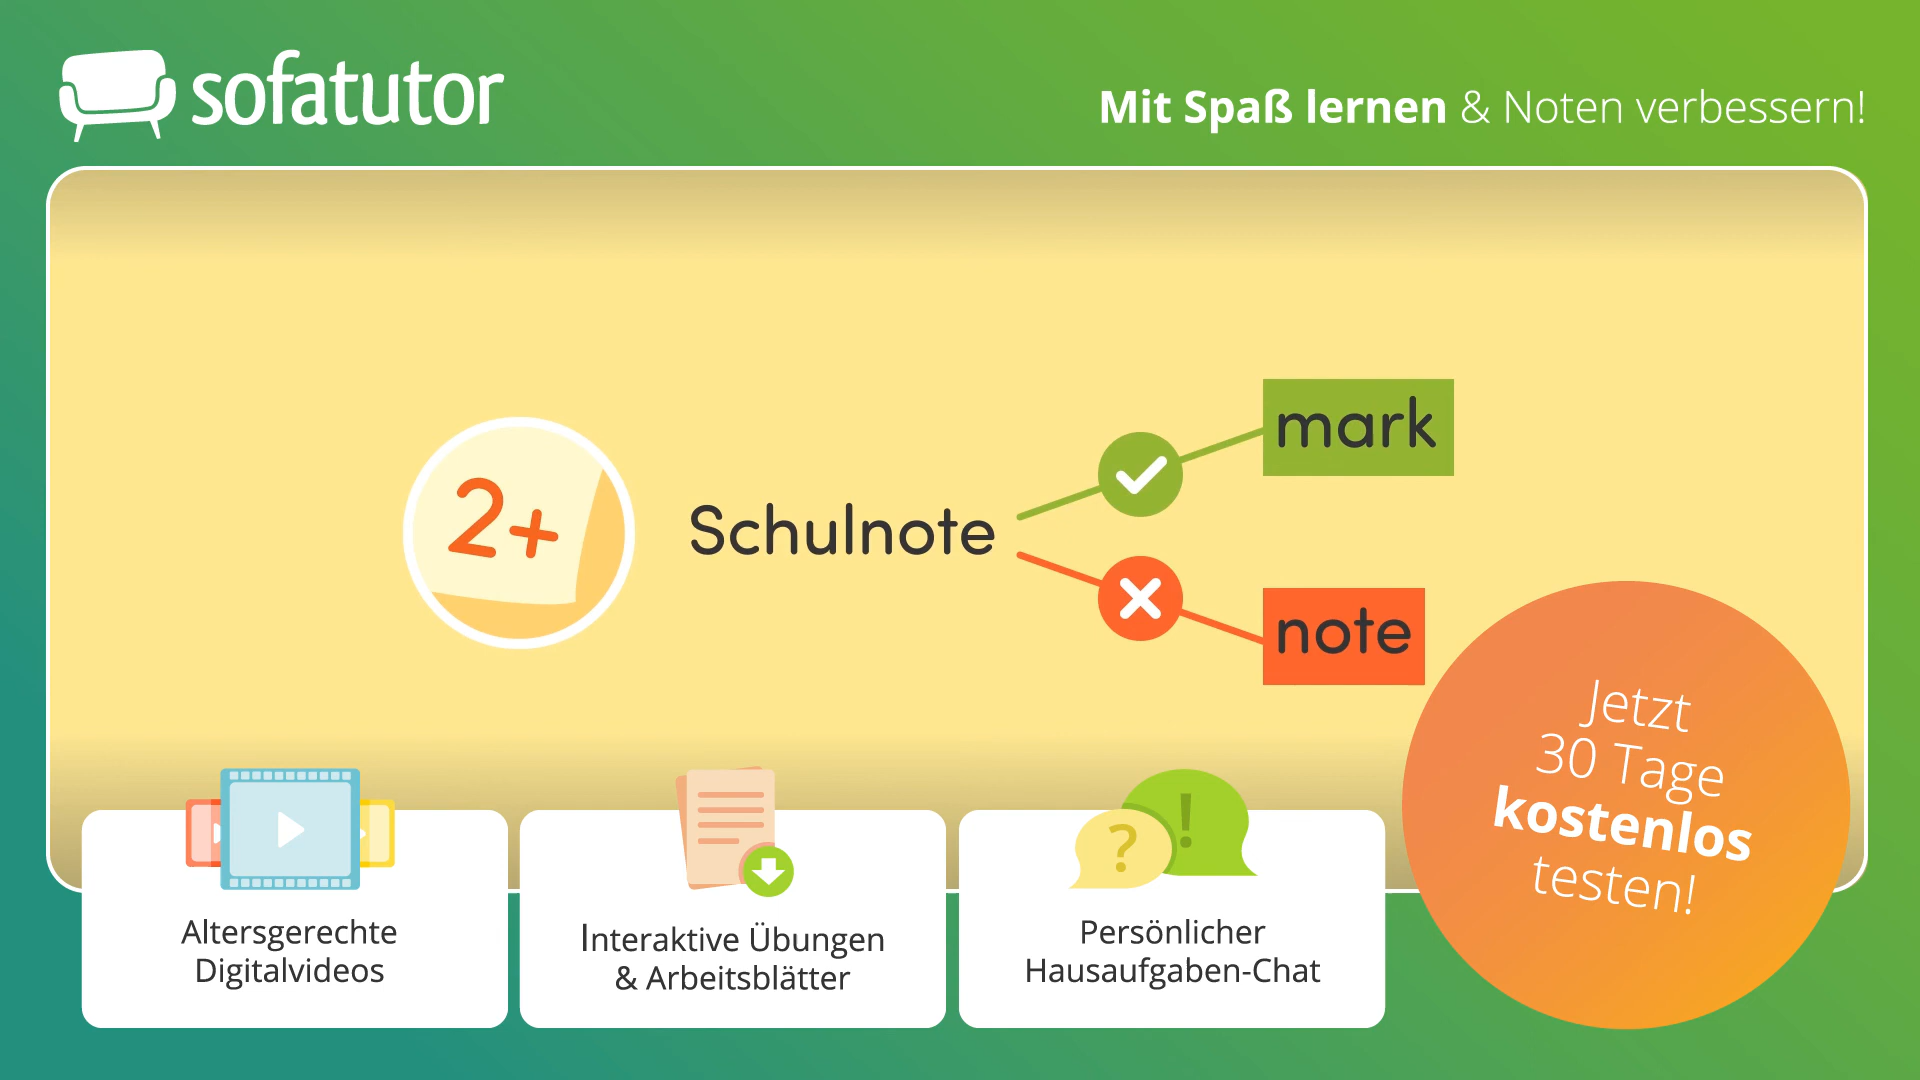 sofatutor
Mit Spaß lernen & Noten verbessern!
mark
2+
Schulnote
note
Jetzt
30 Tage
kostenlos
testen!
?
!
Altersgerechte
Digitalvideos
Interaktive Übungen
& Arbeitsblätter
Persönlicher
Hausaufgaben-Chat